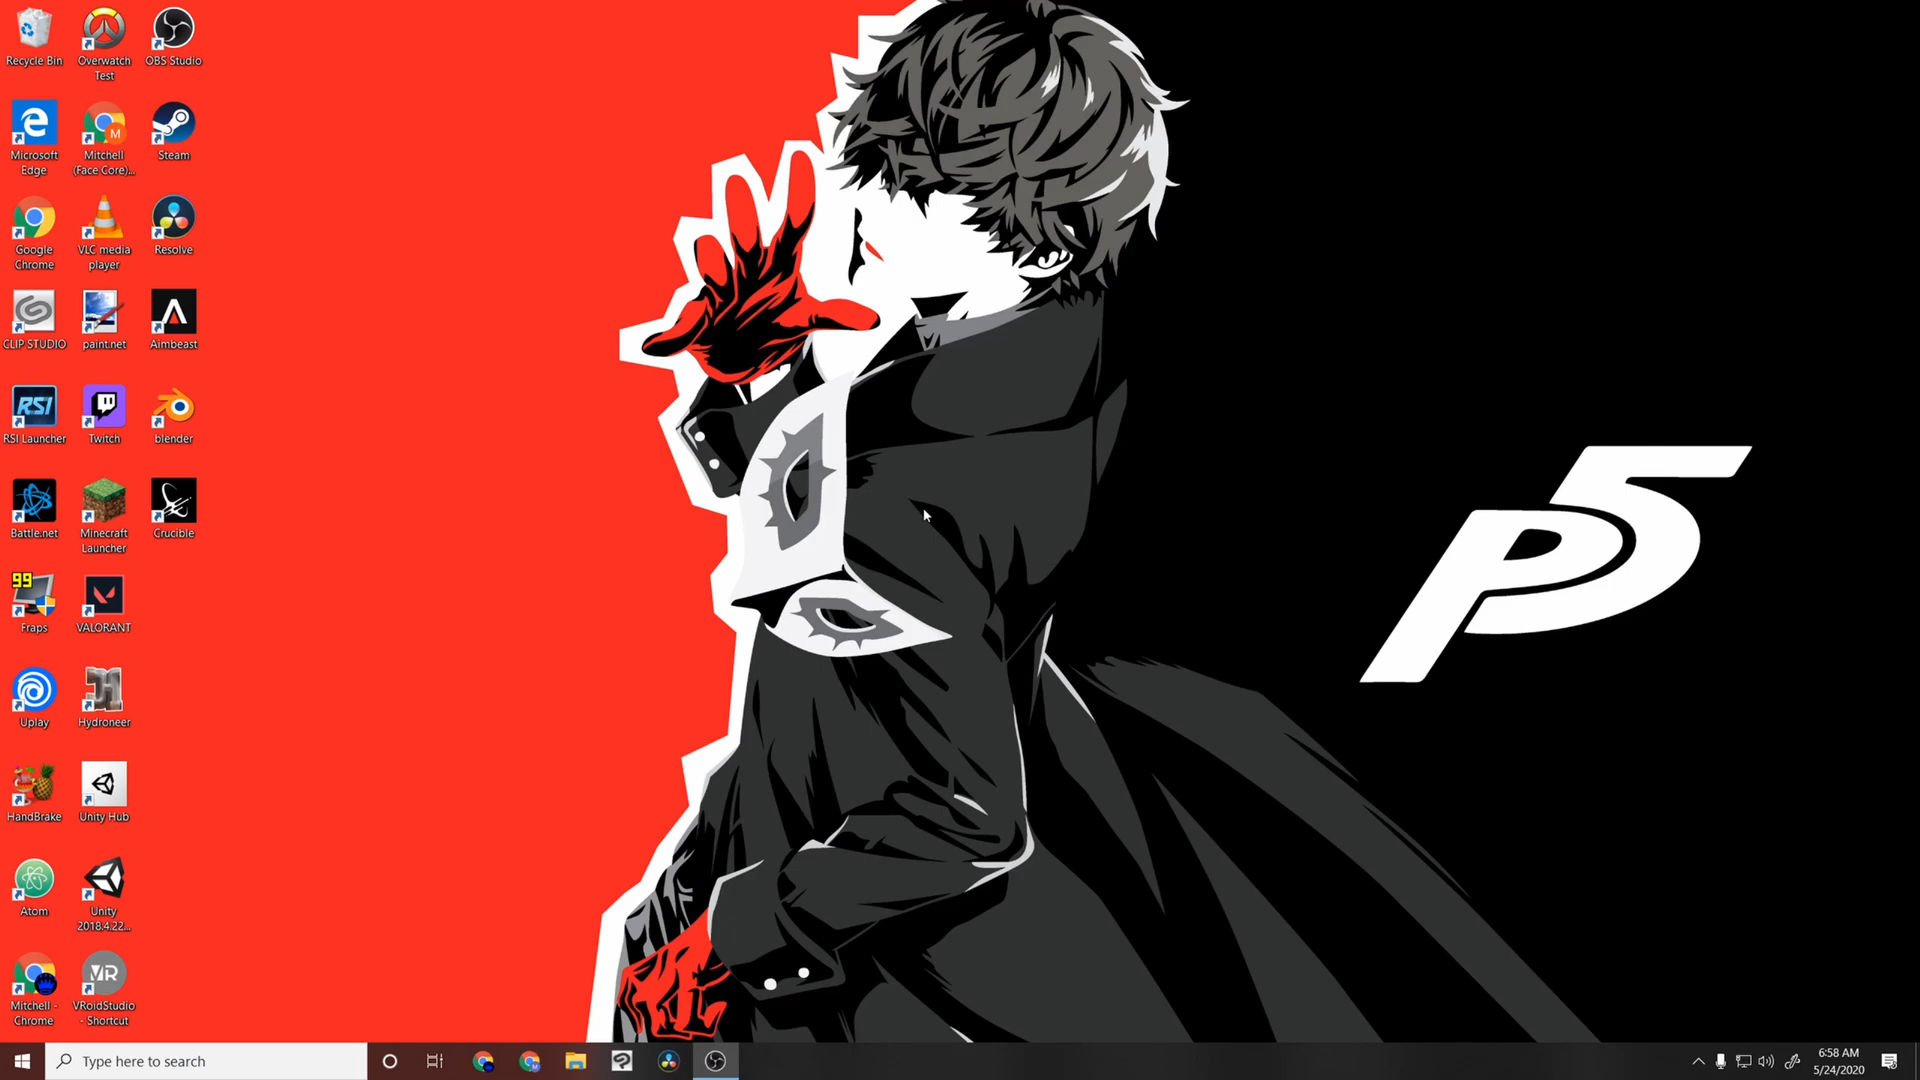 Recycle Bin
Overwatch
Test
OBS Studio
Microsoft
Edge
M
Mitchell
(Face Core)...
Steam
Google
Chrome
VLC media
player
Resolve
CLIP STUDIO
paint.net
Aimbeast
RSI
RSI Launcher
Twitch
blender
Battle.net
Minecraft
Launcher
Crucible
99
Fraps
VALORANT
Uplay
Hydroneer
HandBrake
Unity Hub
Atom
Unity
2018.4.22...
Mitchell -
Chrome
VR
VRoidStudio
- Shortcut
P5
Type here to search
6:58 AM
5/24/2020